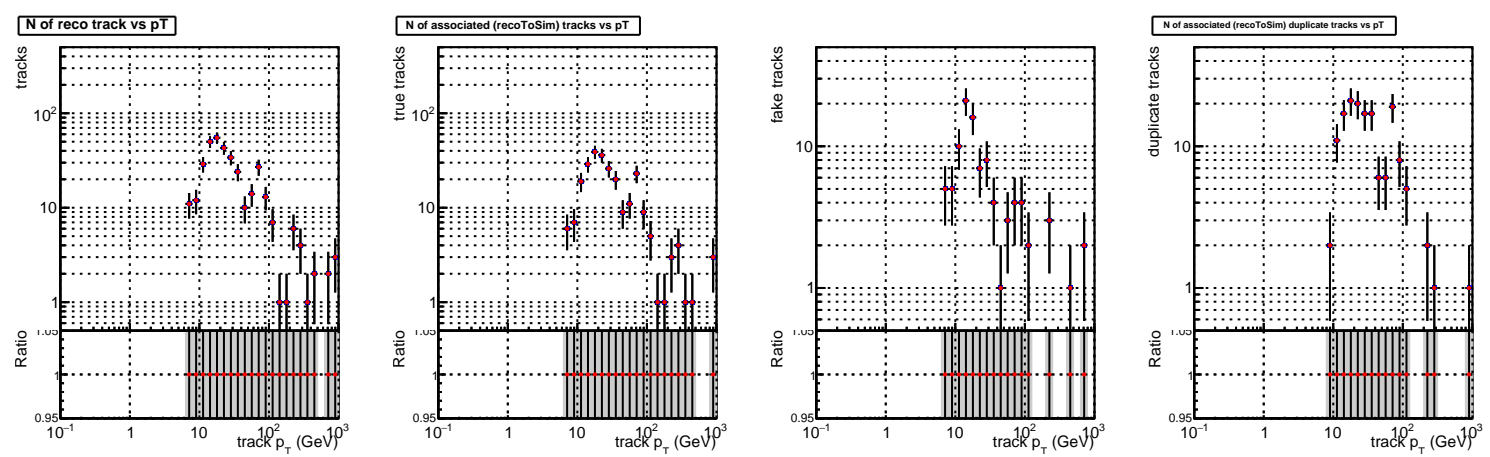 N of reco track vs pT
tracks
10²
10
1
Ratio
1.05
1
0.95
10⁻¹ 1 10 10² 10³
track p_T (GeV)
N of associated (recoToSim) tracks vs pT
true tracks
10²
10
1
Ratio
1.05
1
0.95
10⁻¹ 1 10 10² 10³
track p_T (GeV)
fake tracks
10
1
Ratio
1.05
1
0.95
10⁻¹ 1 10 10² 10³
track p_T (GeV)
N of associated (recoToSim) duplicate tracks vs pT
duplicate tracks
10
1
Ratio
1.05
1
0.95
10⁻¹ 1 10 10² 10³
track p_T (GeV)